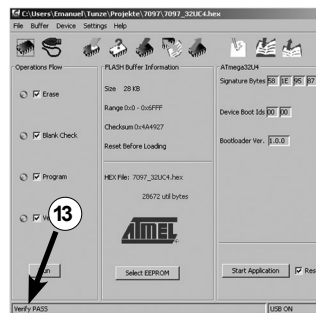 C:\Users\Emanuel\Tunze\Projekte\7097\7097_32UC4.hex
File Buffer Device Settings Help
Operations Flow
Erase
Blank Check
Program
13
FLASH Buffer Information
Size 28 KB
Range 0x0 - 0x6FFF
Checksum 0x4A4927
Reset Before Loading
HEX File: 7097_32UC4.hex
28672 util bytes
ATMEL
Select EEPROM
ATmega32U4
Signature Bytes 58 1E 95 87
Device Boot Ids 00 00
Bootloader Ver. 1.0.0
Start Application
Verify PASS
USB ON